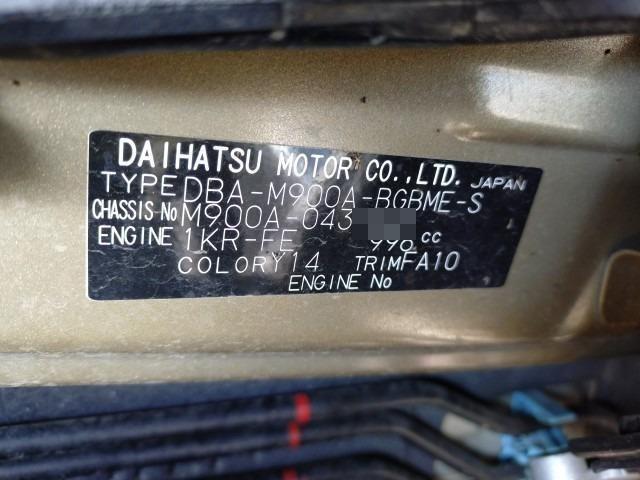 DAIHATSU MOTOR CO.,LTD. JAPAN
TYPE DBA-M900A-BGBME-S
CHASSIS No M900A-043
ENGINE 1KR-FE 996 cc
COLOR Y14 TRIM FA10
ENGINE No